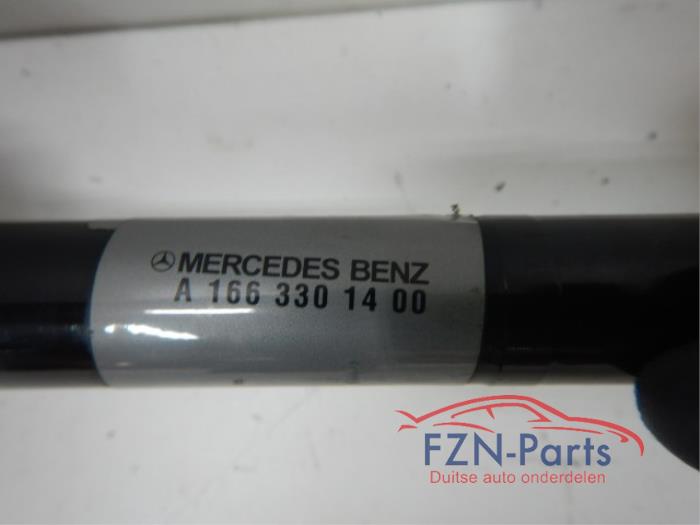 MERCEDES BENZ
A 166 330 14 00
FZN-Parts
Duitse auto onderdelen